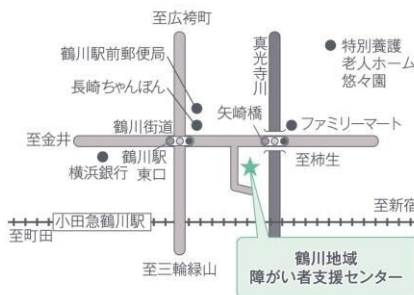 至広袴町
鶴川駅前郵便局
長崎ちゃんぽん
鶴川街道
至金井
横浜銀行
鶴川駅
東口
真光寺川
特別養護
老人ホーム
悠々園
矢崎橋
ファミリーマート
至柿生
至新宿
小田急鶴川駅
至町田
至三輪緑山
鶴川地域
障がい者支援センター